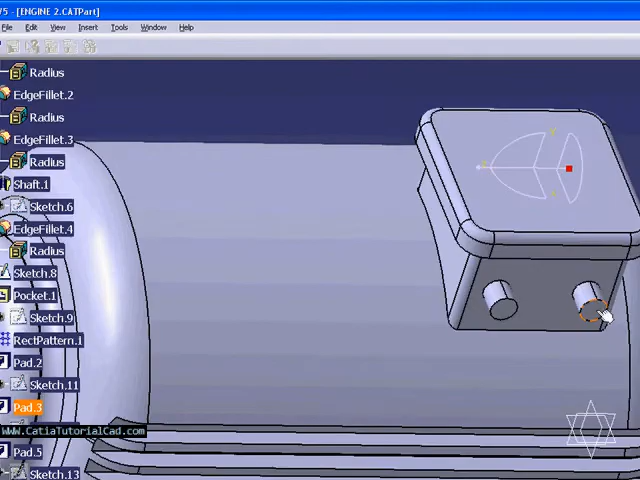 V5 - [ENGINE 2.CATPart]
File Edit View Insert Tools Window Help
Radius
EdgeFillet.2
Radius
EdgeFillet.3
Radius
Shaft.1
Sketch.6
EdgeFillet.4
Radius
Sketch.8
Pocket.1
Sketch.9
RectPattern.1
Pad.2
Sketch.11
Pad.3
www.CatiaTutorialCad.com
Pad.5
Sketch.13